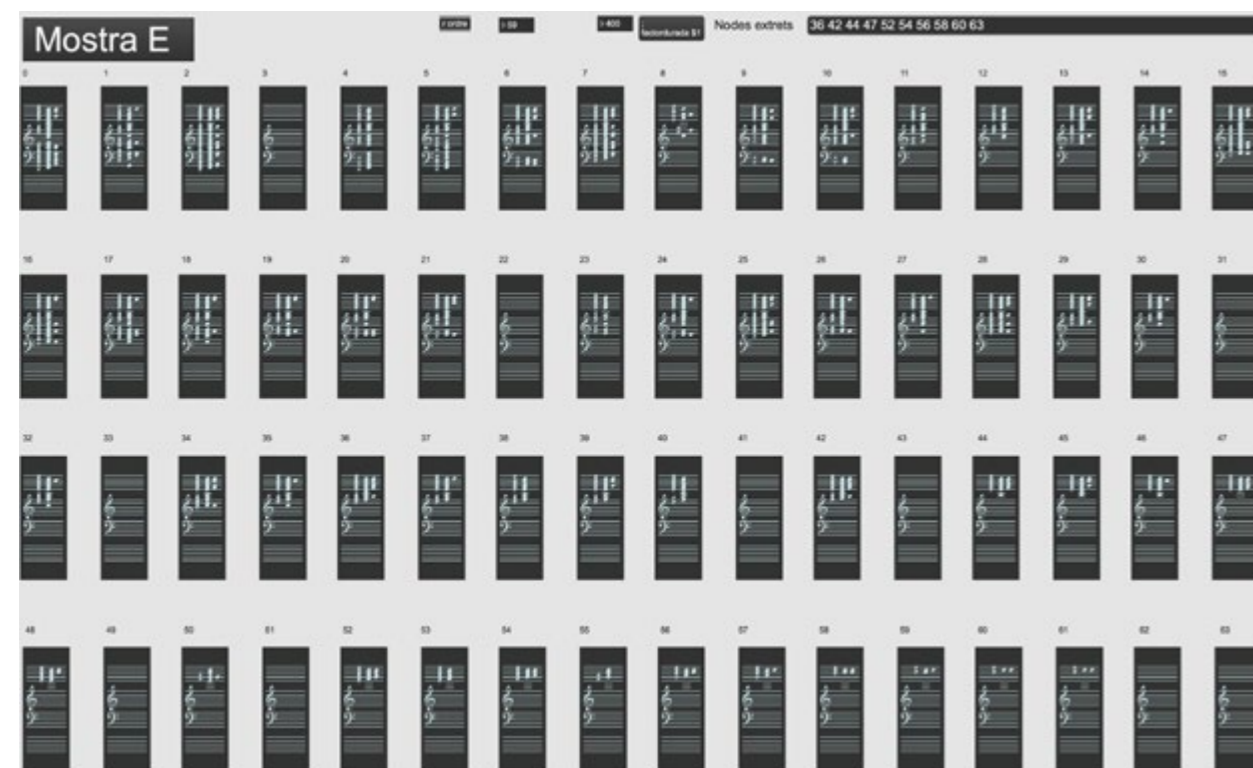 Mostra E
r ordre
59
400
Nodes extrets
36 42 44 47 52 54 56 58 60 63
0 1 2 3 4 5 6 7 8 9 10 11 12 13 14 15
16 17 18 19 20 21 22 23 24 25 26 27 28 29 30 31
32 33 34 35 36 37 38 39 40 41 42 43 44 45 46 47
48 49 50 51 52 53 54 55 56 57 58 59 60 61 62 63